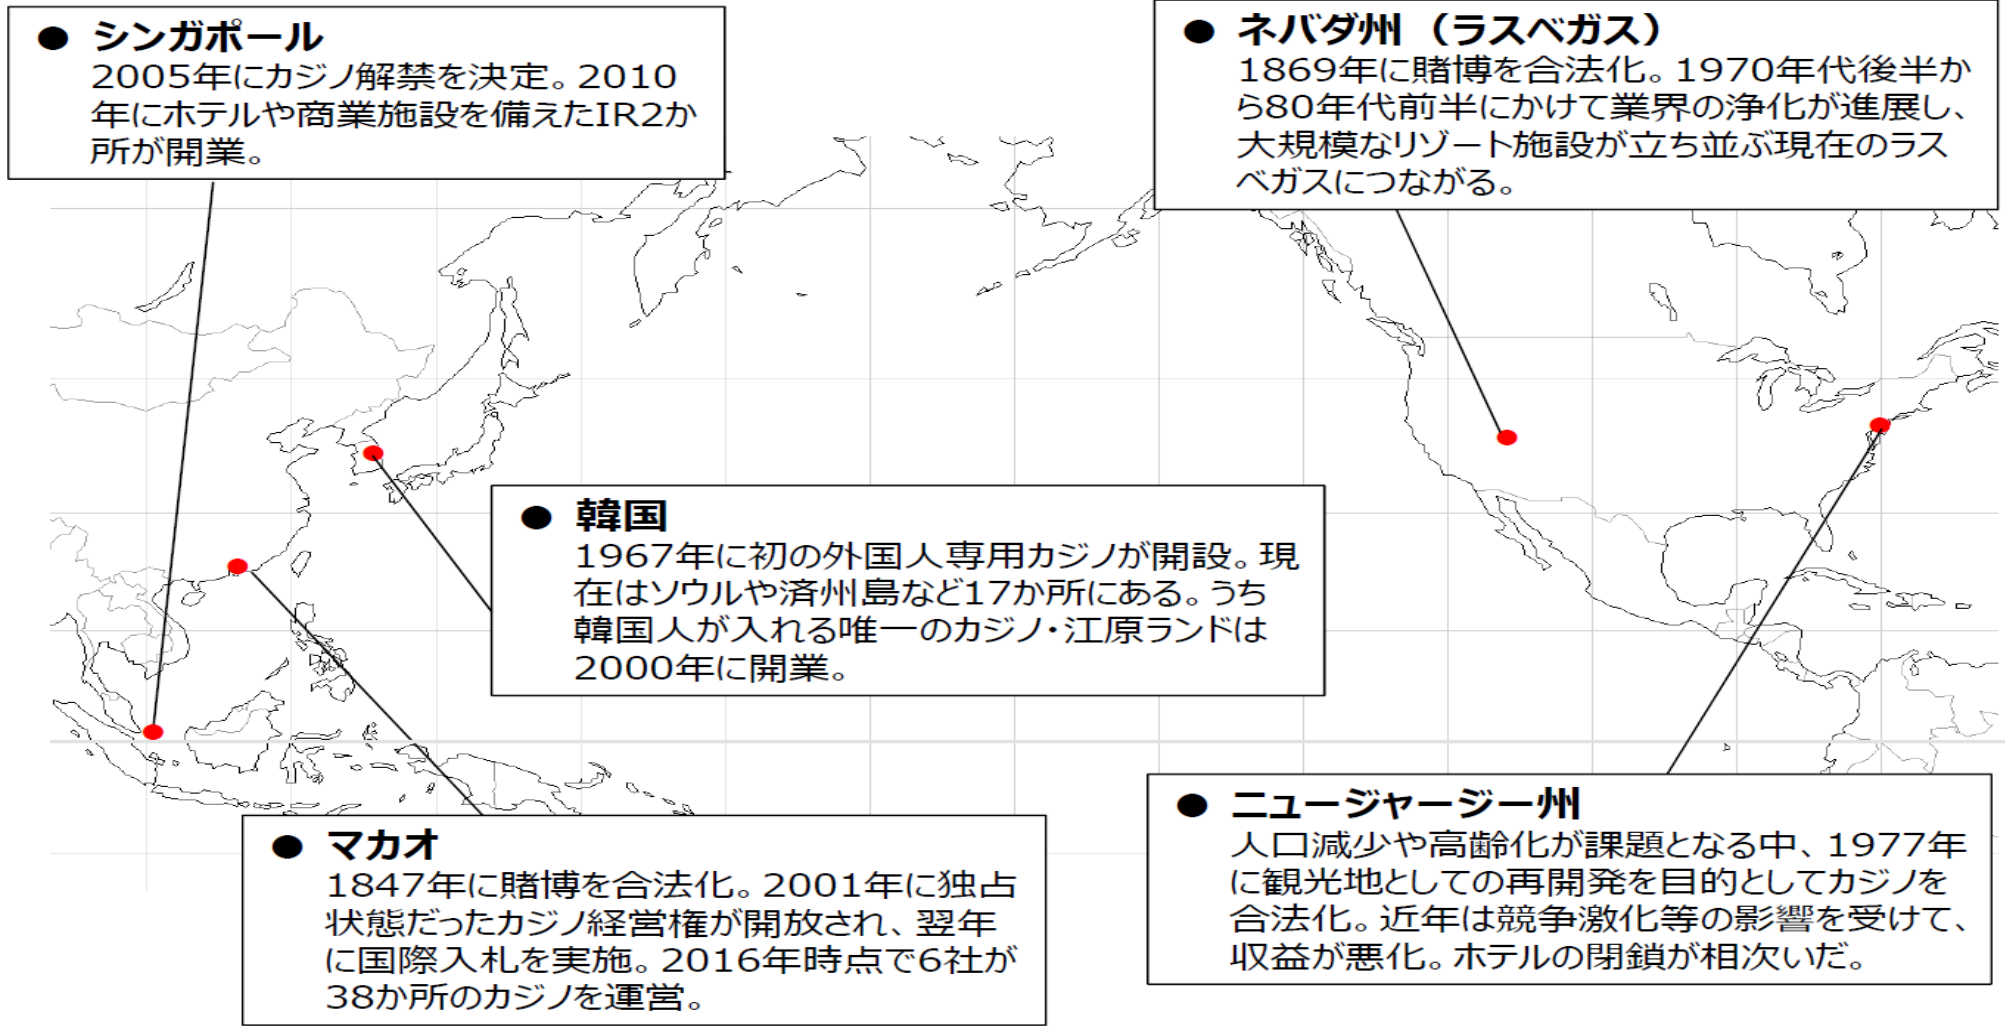 ● シンガポール
2005年にカジノ解禁を決定。2010
年にホテルや商業施設を備えたIR2か
所が開業。
● ネバダ州 （ラスベガス）
1869年に賭博を合法化。1970年代後半か
ら80年代前半にかけて業界の浄化が進展し、
大規模なリゾート施設が立ち並ぶ現在のラス
ベガスにつながる。
● 韓国
1967年に初の外国人専用カジノが開設。現
在はソウルや済州島など17か所にある。うち
韓国人が入れる唯一のカジノ・江原ランドは
2000年に開業。
● マカオ
1847年に賭博を合法化。2001年に独占
状態だったカジノ経営権が開放され、翌年
に国際入札を実施。2016年時点で6社が
38か所のカジノを運営。
● ニュージャージー州
人口減少や高齢化が課題となる中、1977年
に観光地としての再開発を目的としてカジノを
合法化。近年は競争激化等の影響を受けて、
収益が悪化。ホテルの閉鎖が相次いだ。